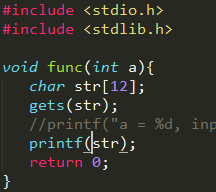 #include <stdio.h>
#include <stdlib.h>
void func(int a){
char str[12];
gets(str);
//printf("a = %d, inp
printf(str);
return 0;
}